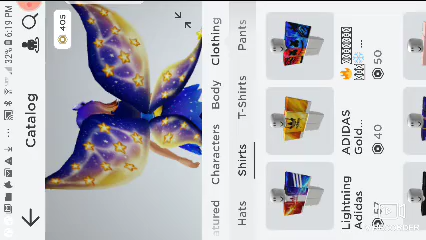 32% 6:19 PM
Catalog
405
Featured Characters Body Clothing
Hats Shirts T-Shirts Pants
50
ADIDAS
Gold...
40
Lightning
Adidas
57